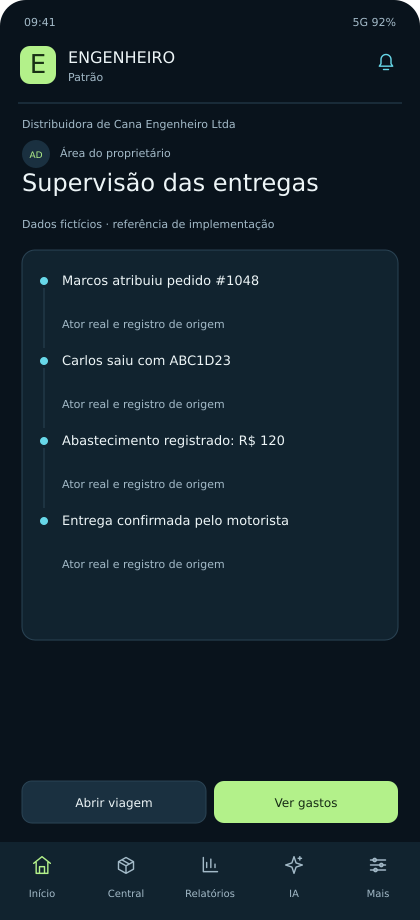 09:41 5G 92%
E ENGENHEIRO
Patrão
Distribuidora de Cana Engenheiro Ltda
AD Área do proprietário
Supervisão das entregas
Dados fictícios · referência de implementação
Marcos atribuiu pedido #1048
Ator real e registro de origem
Carlos saiu com ABC1D23
Ator real e registro de origem
Abastecimento registrado: R$ 120
Ator real e registro de origem
Entrega confirmada pelo motorista
Ator real e registro de origem
Abrir viagem Ver gastos
Início Central Relatórios IA Mais